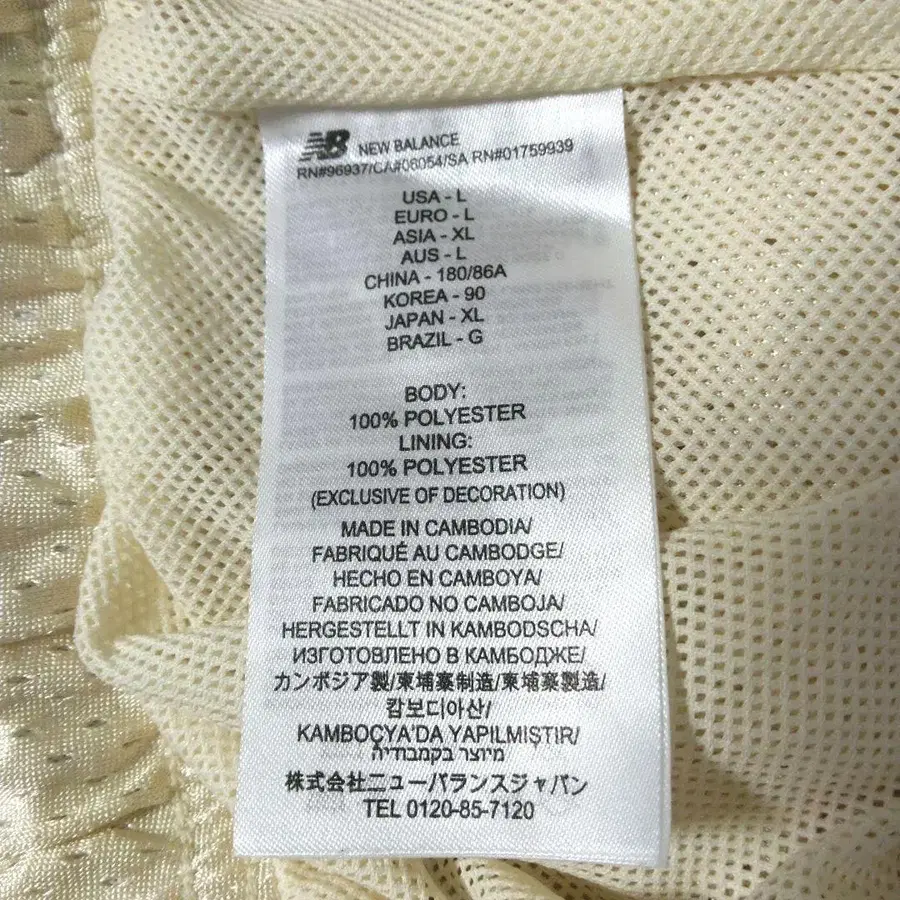 NB NEW BALANCE
RN#96937/CA#06054/SA RN#01759939
USA - L
EURO - L
ASIA - XL
AUS - L
CHINA - 180/86A
KOREA - 90
JAPAN - XL
BRAZIL - G
BODY:
100% POLYESTER
LINING:
100% POLYESTER
(EXCLUSIVE OF DECORATION)
MADE IN CAMBODIA/
FABRIQUÉ AU CAMBODGE/
HECHO EN CAMBOYA/
FABRICADO NO CAMBOJA/
HERGESTELLT IN KAMBODSCHA/
ИЗГОТОВЛЕНО В КАМБОДЖЕ/
カンボジア製/柬埔寨制造/柬埔寨製造/
캄보디아산/
KAMBOÇYA'DA YAPILMIŞTIR/
מיוצר בקמבודיה
株式会社ニューバランスジャパン
TEL 0120-85-7120